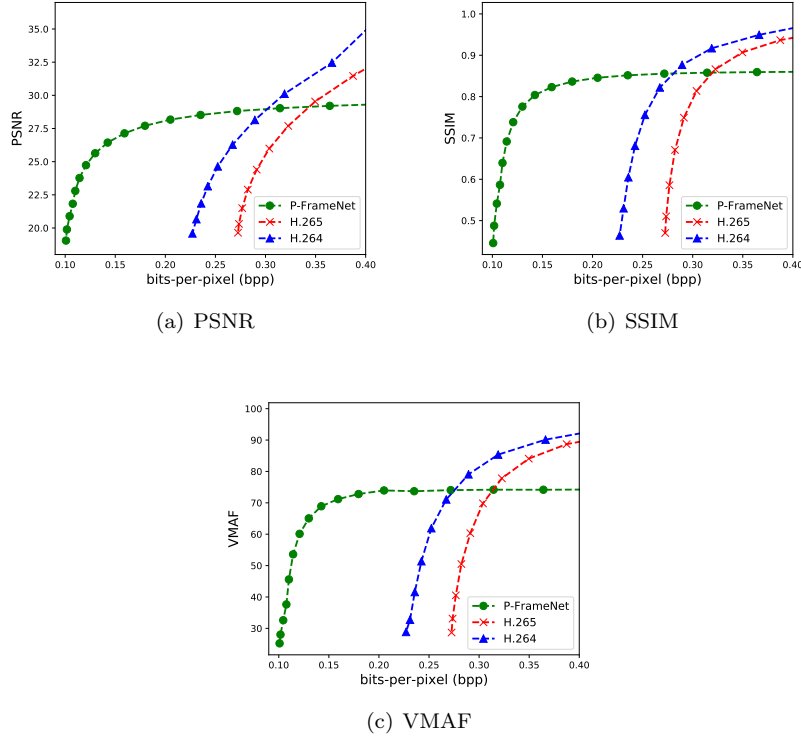 35.0
32.5
30.0
27.5
25.0
22.5
20.0
PSNR
P-FrameNet
H.265
H.264
0.10 0.15 0.20 0.25 0.30 0.35 0.40
bits-per-pixel (bpp)
(a) PSNR
1.0
0.9
0.8
0.7
0.6
0.5
SSIM
P-FrameNet
H.265
H.264
0.10 0.15 0.20 0.25 0.30 0.35 0.40
bits-per-pixel (bpp)
(b) SSIM
100
90
80
70
60
50
40
30
VMAF
P-FrameNet
H.265
H.264
0.10 0.15 0.20 0.25 0.30 0.35 0.40
bits-per-pixel (bpp)
(c) VMAF